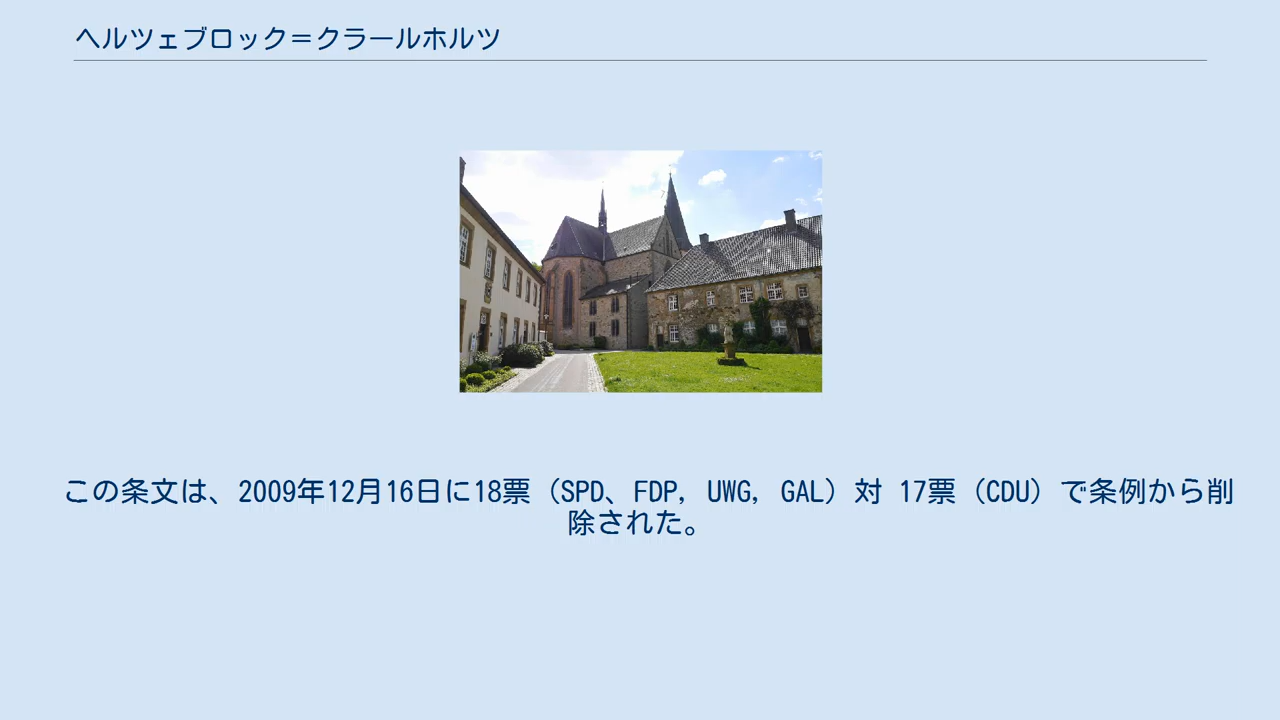 ヘルツェブロック＝クラールホルツ
この条文は、2009年12月16日に18票（SPD、FDP, UWG, GAL）対 17票（CDU）で条例から削
除された。